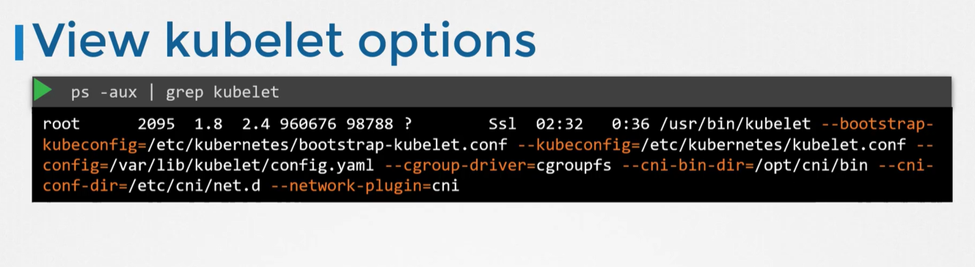 View kubelet options
ps -aux | grep kubelet
root      2095  1.8  2.4 960676 98788 ?        Ssl  02:32   0:36 /usr/bin/kubelet --bootstrap-
kubeconfig=/etc/kubernetes/bootstrap-kubelet.conf --kubeconfig=/etc/kubernetes/kubelet.conf --
config=/var/lib/kubelet/config.yaml --cgroup-driver=cgroupfs --cni-bin-dir=/opt/cni/bin --cni-
conf-dir=/etc/cni/net.d --network-plugin=cni